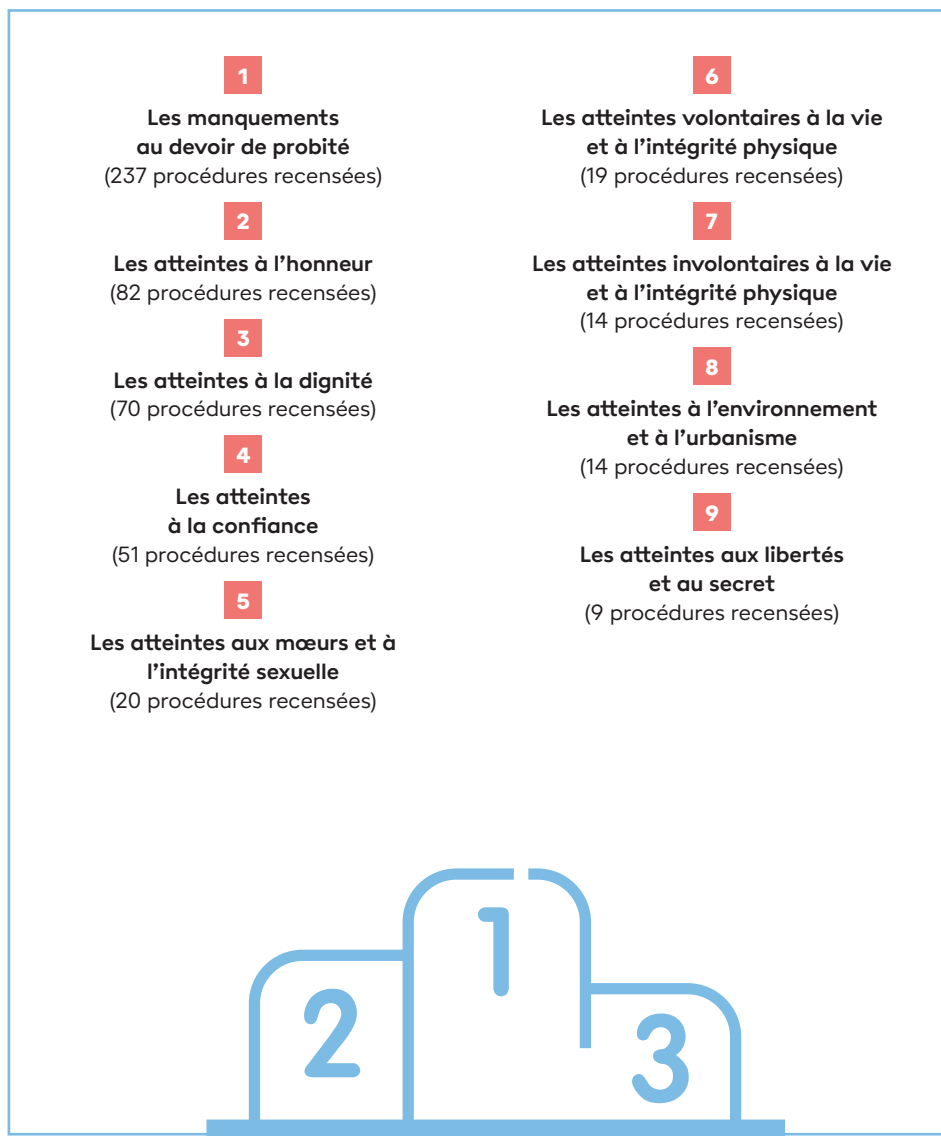 1
Les manquements
au devoir de probité
(237 procédures recensées)
2
Les atteintes à l’honneur
(82 procédures recensées)
3
Les atteintes à la dignité
(70 procédures recensées)
4
Les atteintes
à la confiance
(51 procédures recensées)
5
Les atteintes aux mœurs et à
l’intégrité sexuelle
(20 procédures recensées)
6
Les atteintes volontaires à la vie
et à l’intégrité physique
(19 procédures recensées)
7
Les atteintes involontaires à la vie
et à l’intégrité physique
(14 procédures recensées)
8
Les atteintes à l’environnement
et à l’urbanisme
(14 procédures recensées)
9
Les atteintes aux libertés
et au secret
(9 procédures recensées)
2
1
3